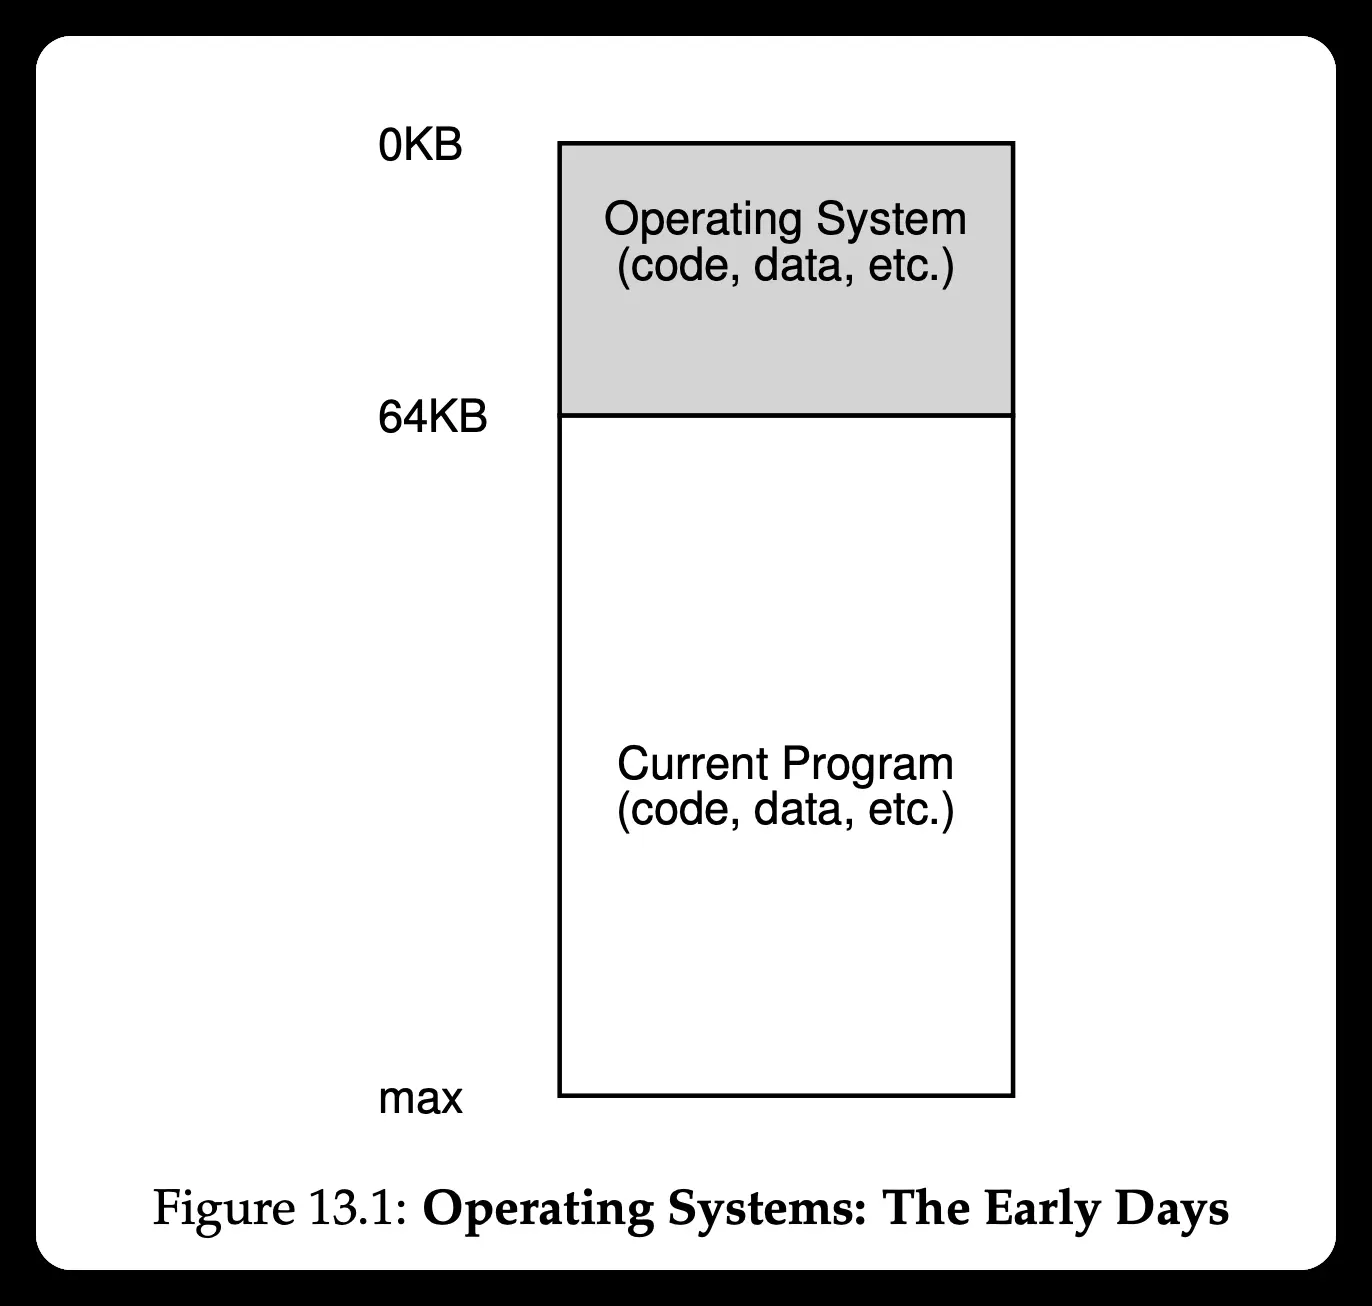 0KB
Operating System
(code, data, etc.)
64KB
Current Program
(code, data, etc.)
max
Figure 13.1: Operating Systems: The Early Days